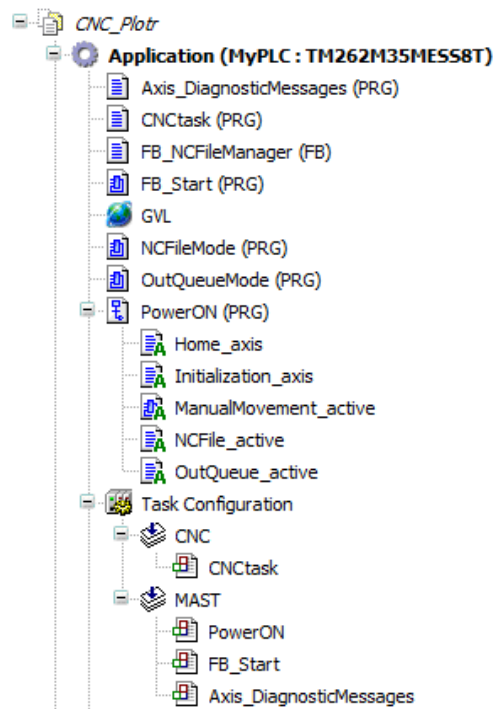 CNC_Plotr
Application (MyPLC : TM262M35MESS8T)
Axis_DiagnosticMessages (PRG)
CNCtask (PRG)
FB_NCFileManager (FB)
FB_Start (PRG)
GVL
NCFileMode (PRG)
OutQueueMode (PRG)
PowerON (PRG)
Home_axis
Initialization_axis
ManualMovement_active
NCFile_active
OutQueue_active
Task Configuration
CNC
CNCtask
MAST
PowerON
FB_Start
Axis_DiagnosticMessages